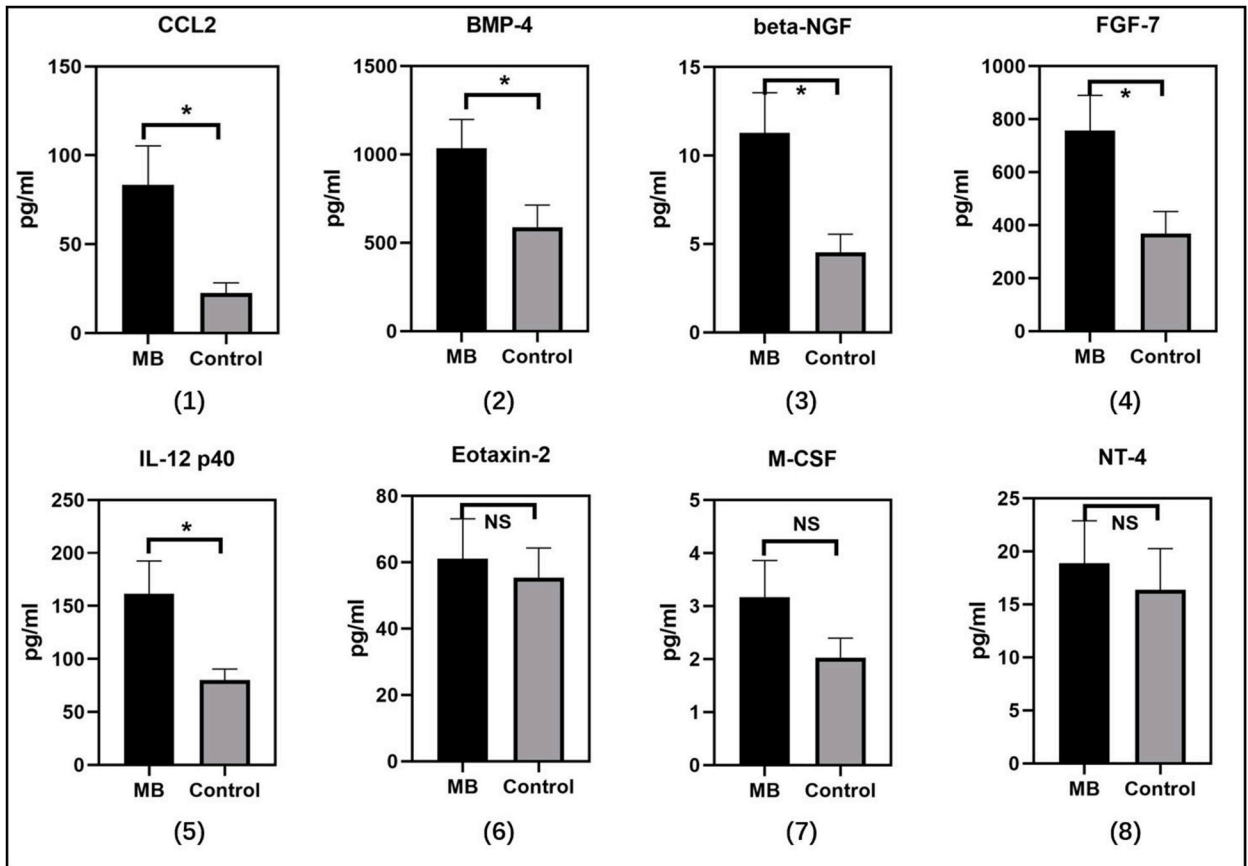 CCL2
150
100
50
0
pg/ml
*
MB Control
(1)
BMP-4
1500
1000
500
0
pg/ml
*
MB Control
(2)
beta-NGF
15
10
5
0
pg/ml
*
MB Control
(3)
FGF-7
1000
800
600
400
200
0
pg/ml
*
MB Control
(4)
IL-12 p40
250
200
150
100
50
0
pg/ml
*
MB Control
(5)
Eotaxin-2
80
60
40
20
0
pg/ml
NS
MB Control
(6)
M-CSF
5
4
3
2
1
0
pg/ml
NS
MB Control
(7)
NT-4
25
20
15
10
5
0
pg/ml
NS
MB Control
(8)